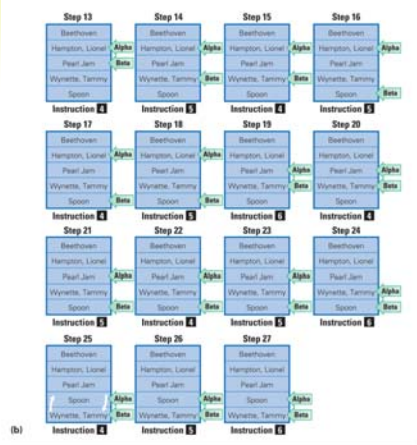 Step 13 Step 14 Step 15 Step 16
Beethoven Beethoven Beethoven Beethoven
Hampton, Lionel Alpha Hampton, Lionel Alpha Hampton, Lionel Alpha Hampton, Lionel Alpha
Pearl Jam Beta Pearl Jam Pearl Jam Pearl Jam
Wynette, Tammy Wynette, Tammy Beta Wynette, Tammy Beta Wynette, Tammy
Spoon Spoon Spoon Spoon Beta
Instruction 4 Instruction 5 Instruction 4 Instruction 5
Step 17 Step 18 Step 19 Step 20
Beethoven Beethoven Beethoven Beethoven
Hampton, Lionel Alpha Hampton, Lionel Alpha Hampton, Lionel Hampton, Lionel
Pearl Jam Pearl Jam Pearl Jam Alpha Pearl Jam Alpha
Wynette, Tammy Wynette, Tammy Wynette, Tammy Beta Wynette, Tammy Beta
Spoon Beta Spoon Beta Spoon Spoon
Instruction 4 Instruction 5 Instruction 6 Instruction 4
Step 21 Step 22 Step 23 Step 24
Beethoven Beethoven Beethoven Beethoven
Hampton, Lionel Hampton, Lionel Hampton, Lionel Hampton, Lionel
Pearl Jam Alpha Pearl Jam Alpha Pearl Jam Alpha Pearl Jam
Wynette, Tammy Wynette, Tammy Wynette, Tammy Wynette, Tammy Alpha
Spoon Beta Spoon Beta Spoon Beta Spoon Beta
Instruction 5 Instruction 4 Instruction 5 Instruction 6
Step 25 Step 26 Step 27
Beethoven Beethoven Beethoven
Hampton, Lionel Hampton, Lionel Hampton, Lionel
Pearl Jam Pearl Jam Pearl Jam
Spoon Alpha Spoon Alpha Spoon Alpha
(b) Wynette, Tammy Beta Wynette, Tammy Beta Wynette, Tammy Beta
Instruction 4 Instruction 5 Instruction 6